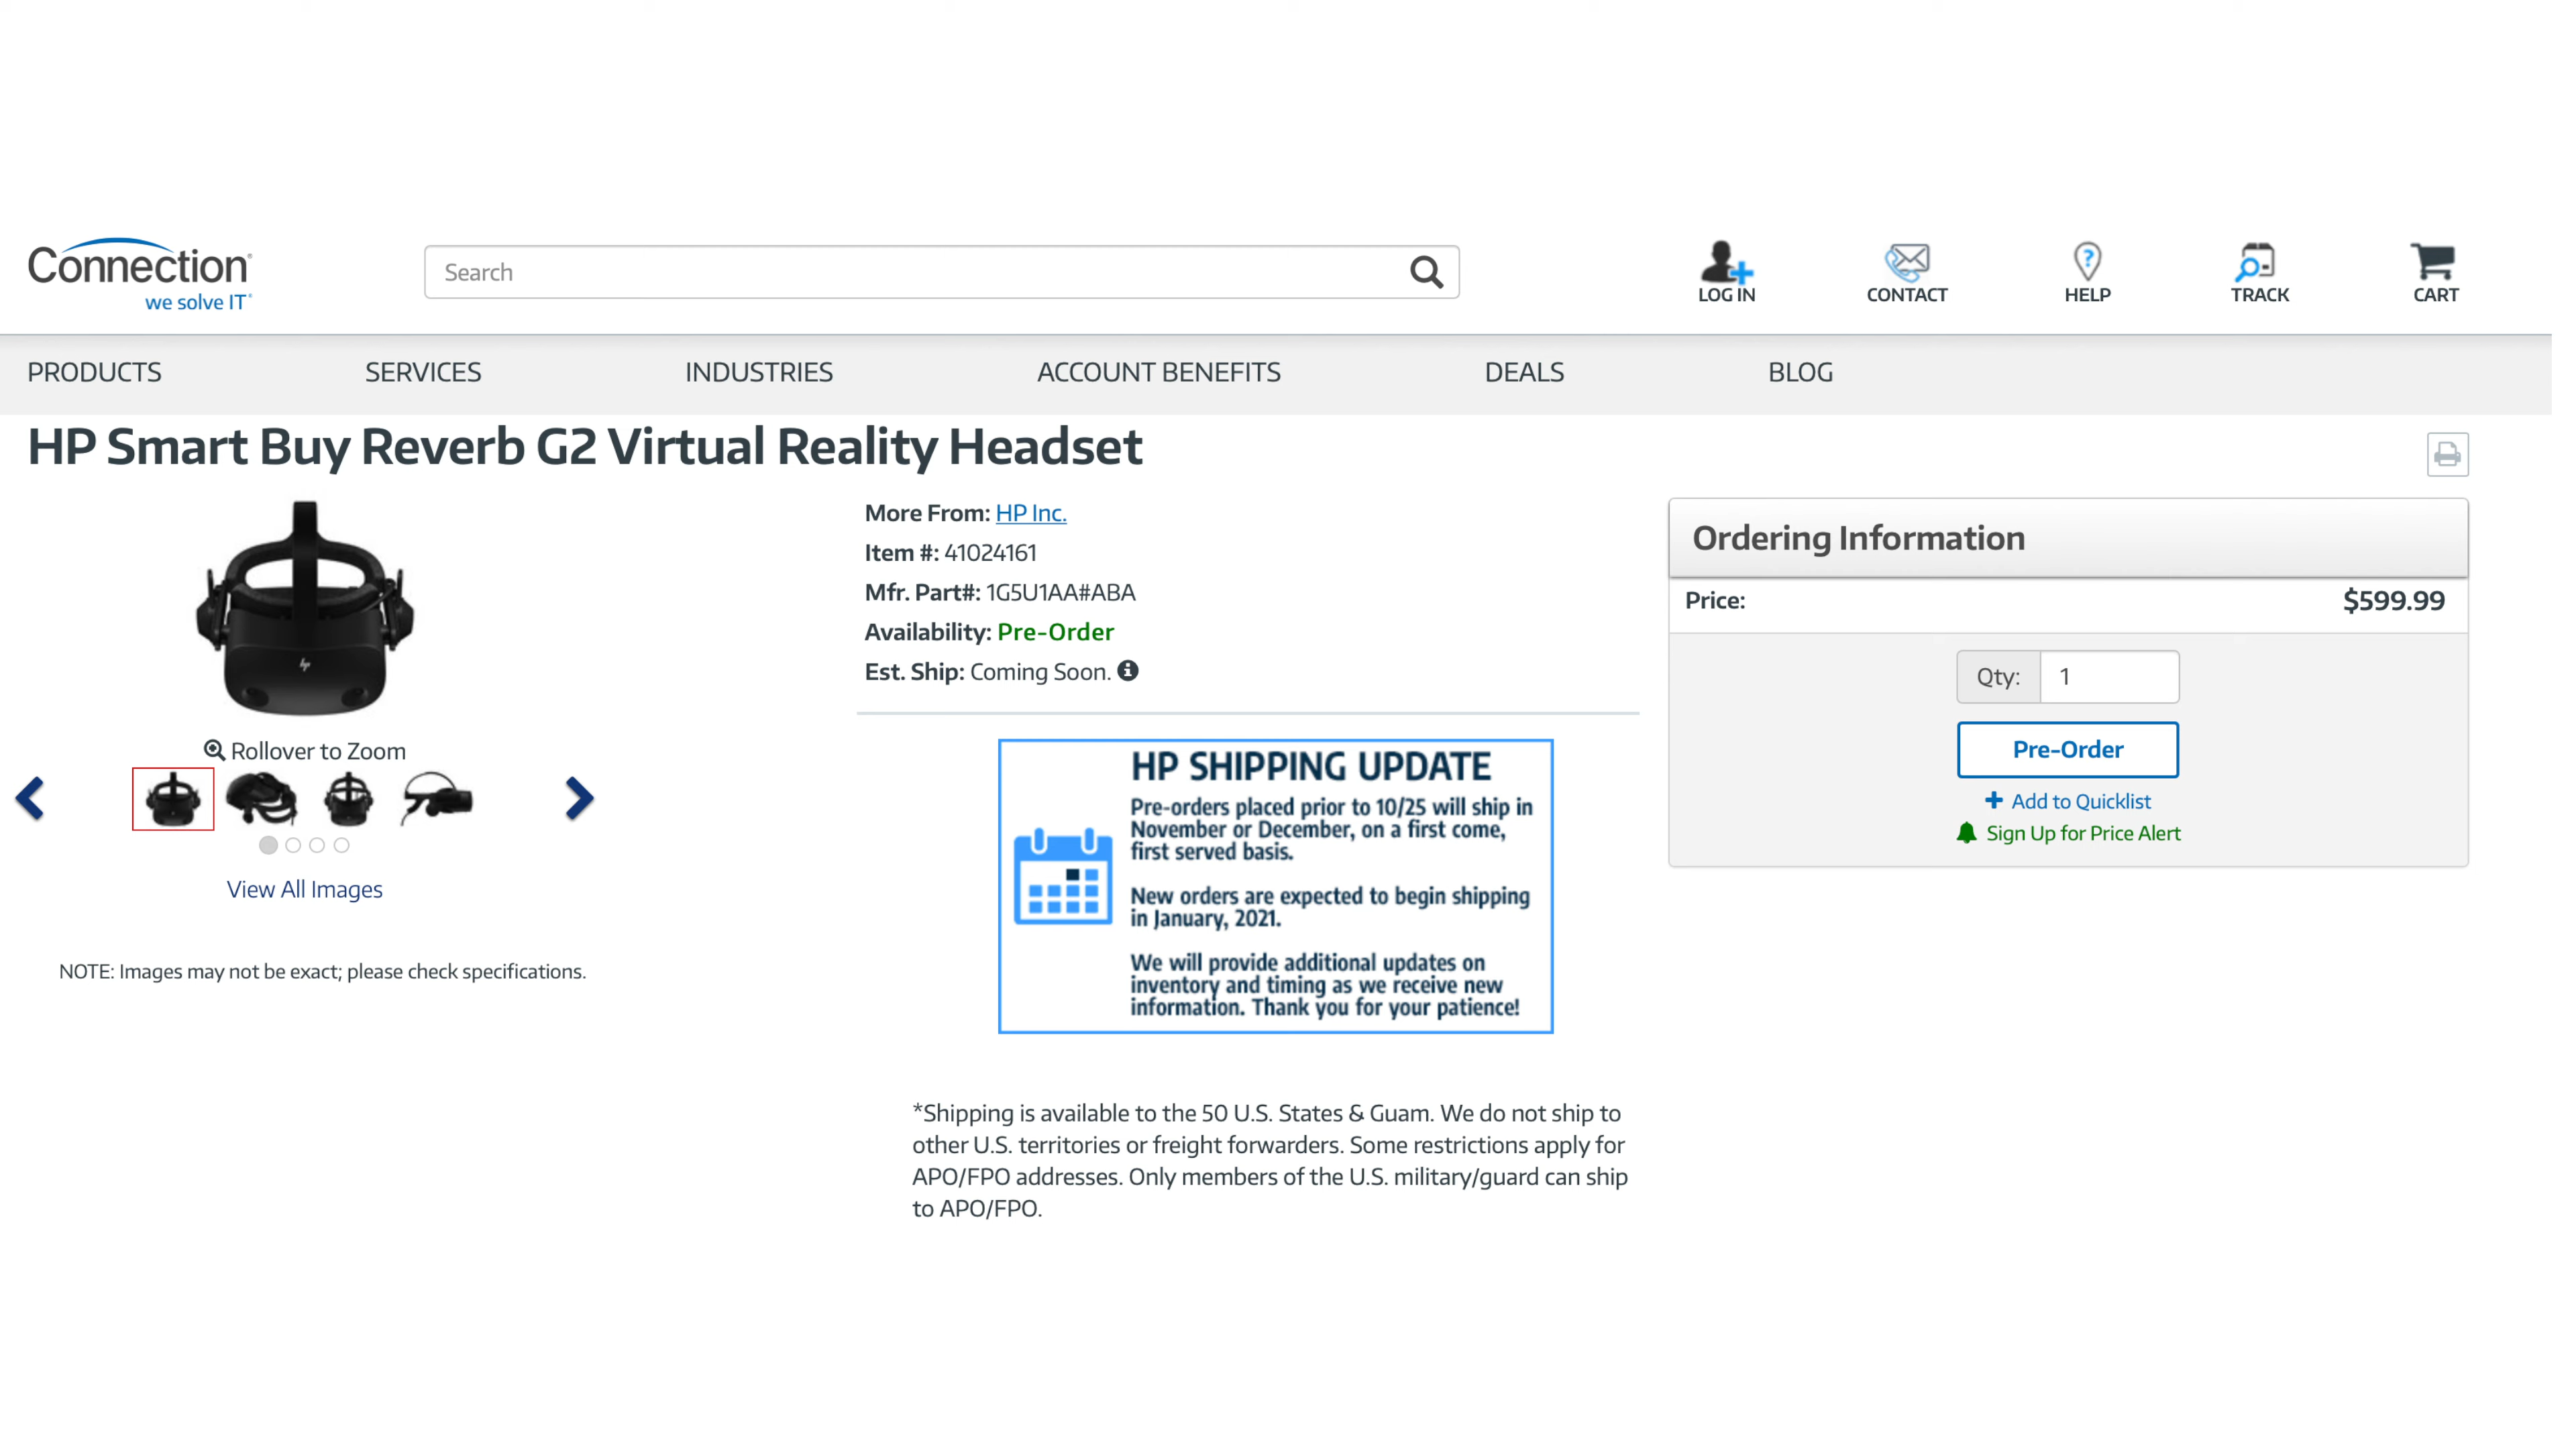 Connection®
we solve IT®
Search
LOG IN
CONTACT
HELP
TRACK
CART
PRODUCTS
SERVICES
INDUSTRIES
ACCOUNT BENEFITS
DEALS
BLOG
HP Smart Buy Reverb G2 Virtual Reality Headset
hp
Rollover to Zoom
View All Images
NOTE: Images may not be exact; please check specifications.
More From: HP Inc.
Item #: 41024161
Mfr. Part#: 1G5U1AA#ABA
Availability: Pre-Order
Est. Ship: Coming Soon.
HP SHIPPING UPDATE
Pre-orders placed prior to 10/25 will ship in
November or December, on a first come,
first served basis.
New orders are expected to begin shipping
in January, 2021.
We will provide additional updates on
inventory and timing as we receive new
information. Thank you for your patience!
*Shipping is available to the 50 U.S. States & Guam. We do not ship to
other U.S. territories or freight forwarders. Some restrictions apply for
APO/FPO addresses. Only members of the U.S. military/guard can ship
to APO/FPO.
Ordering Information
Price: $599.99
Qty: 1
Pre-Order
+ Add to Quicklist
Sign Up for Price Alert